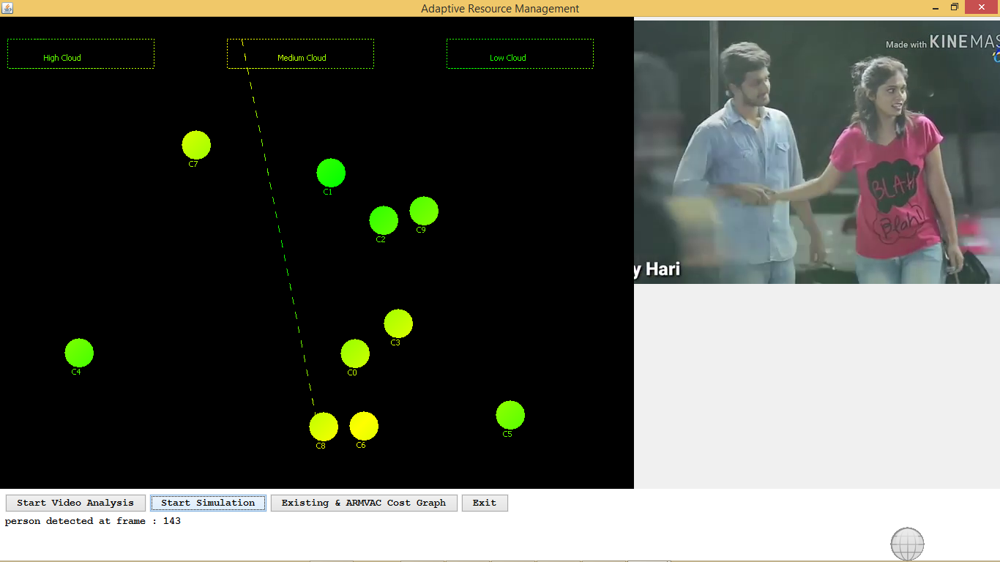 Adaptive Resource Management
High Cloud
Medium Cloud
Low Cloud
Made with KINEMAS
C7
C1
C2
C9
BLAH
Blah!
y Hari
C3
C4
C0
C5
C8
C6
Start Video Analysis
Start Simulation
Existing & ARMVAC Cost Graph
Exit
person detected at frame : 143